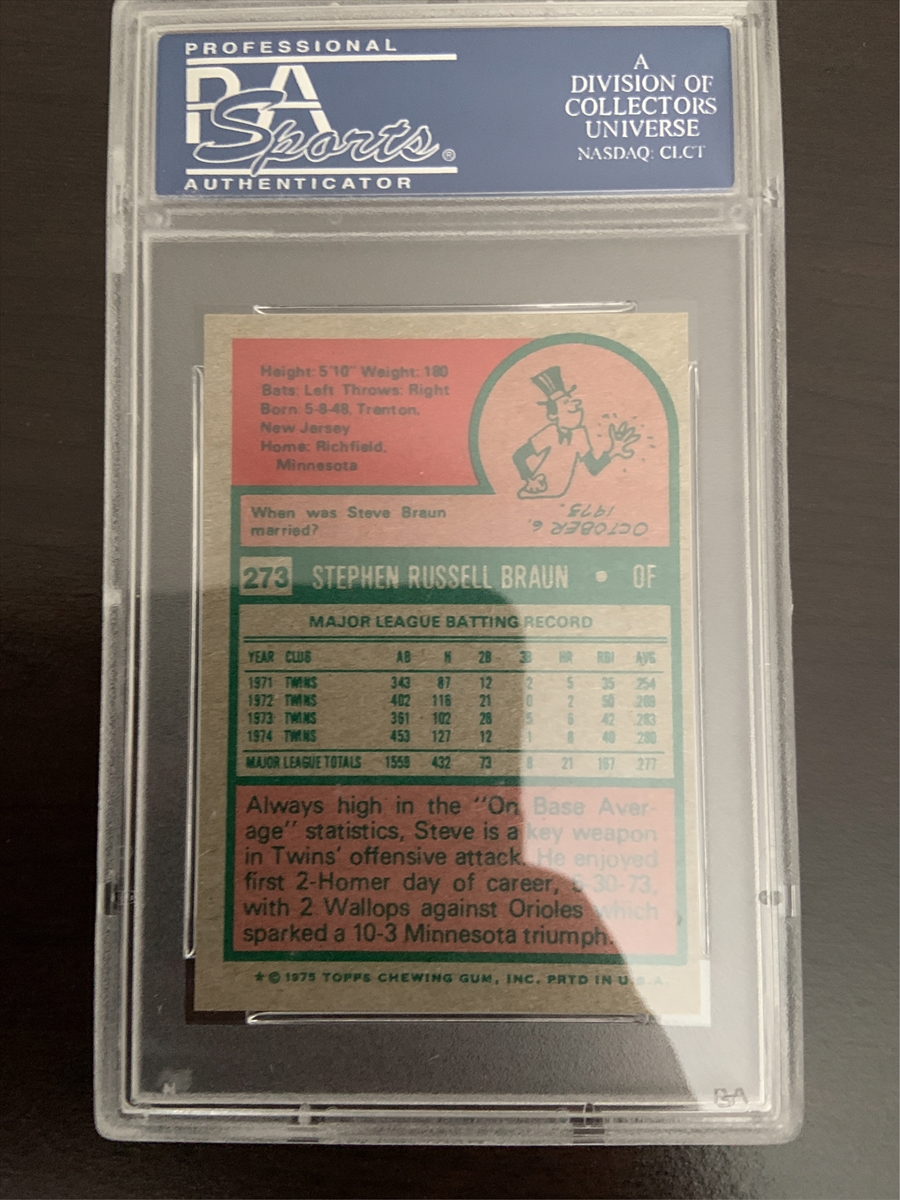 PROFESSIONAL
PSA
Sports®
AUTHENTICATOR
A
DIVISION OF
COLLECTORS
UNIVERSE
NASDAQ: CLCT
Height: 5'10" Weight: 180
Bats: Left Throws: Right
Born: 5-8-48, Trenton,
New Jersey
Home: Richfield,
Minnesota
When was Steve Braun
married?
OCTOBER 6,
1973.
273 STEPHEN RUSSELL BRAUN • OF
MAJOR LEAGUE BATTING RECORD
YEAR CLUB AB H 2B 3B HR RBI AVG
1971 TWINS 343 87 12 2 5 35 .254
1972 TWINS 402 116 21 0 2 50 .289
1973 TWINS 361 102 28 5 6 42 .283
1974 TWINS 453 127 12 1 8 40 .280
MAJOR LEAGUE TOTALS 1559 432 73 8 21 167 .277
Always high in the "On Base Aver-
age" statistics, Steve is a key weapon
in Twins' offensive attack. He enjoyed
first 2-Homer day of career, 6-30-73,
with 2 Wallops against Orioles which
sparked a 10-3 Minnesota triumph.
★ © 1975 TOPPS CHEWING GUM, INC. PRTD IN U.S.A.
PSA